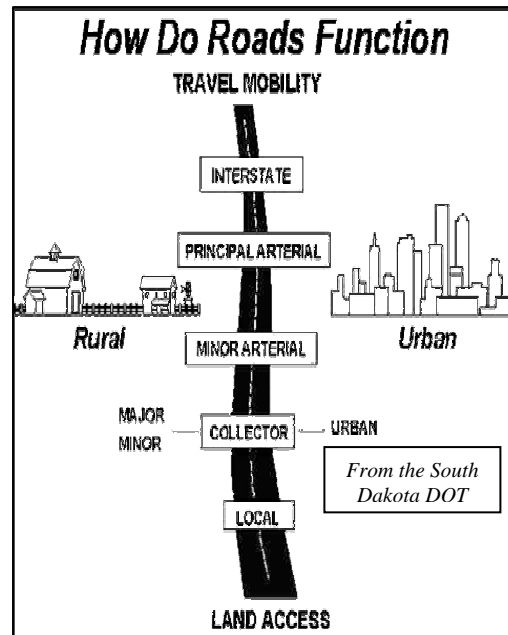 How Do Roads Function
TRAVEL MOBILITY
INTERSTATE
PRINCIPAL ARTERIAL
Rural
Urban
MINOR ARTERIAL
MAJOR
MINOR
COLLECTOR
URBAN
From the South
Dakota DOT
LOCAL
LAND ACCESS